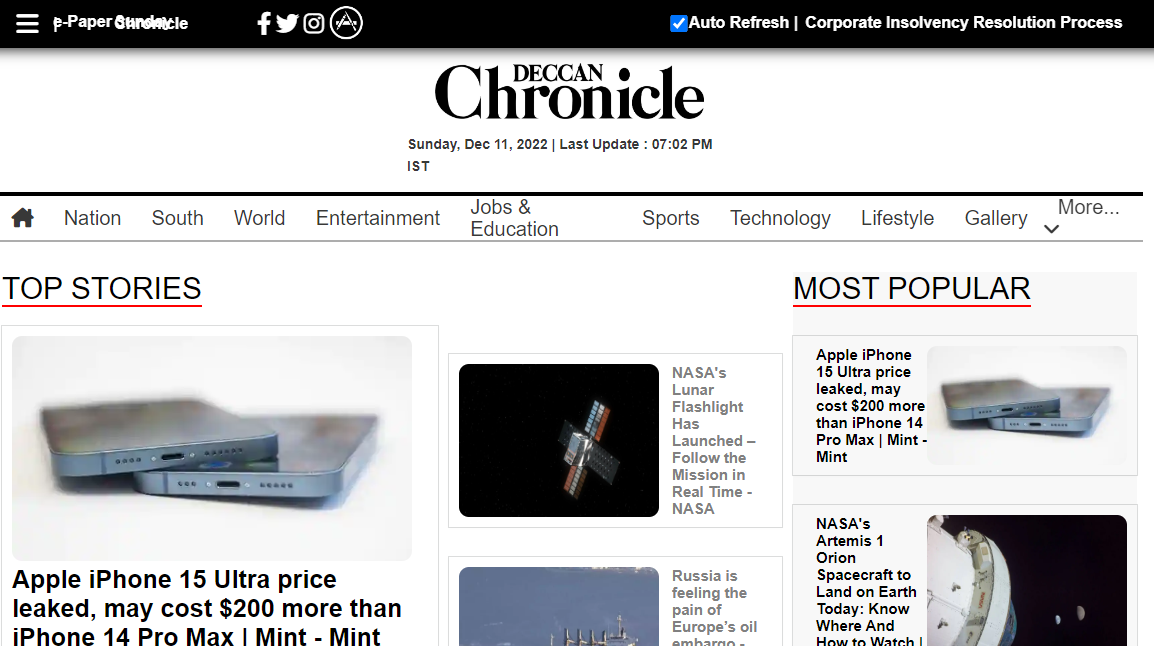 e-Paper Sunday Chronicle
Auto Refresh | Corporate Insolvency Resolution Process
DECCAN
Chronicle
Sunday, Dec 11, 2022 | Last Update : 07:02 PM
IST
Nation South World Entertainment Jobs &
Education Sports Technology Lifestyle Gallery More...
TOP STORIES
Apple iPhone 15 Ultra price
leaked, may cost $200 more than
iPhone 14 Pro Max | Mint - Mint
NASA's
Lunar
Flashlight
Has
Launched –
Follow the
Mission in
Real Time -
NASA
Russia is
feeling the
pain of
Europe's oil
embargo -
MOST POPULAR
Apple iPhone
15 Ultra price
leaked, may
cost $200 more
than iPhone 14
Pro Max | Mint -
Mint
NASA's
Artemis 1
Orion
Spacecraft to
Land on Earth
Today: Know
Where And
How to Watch |